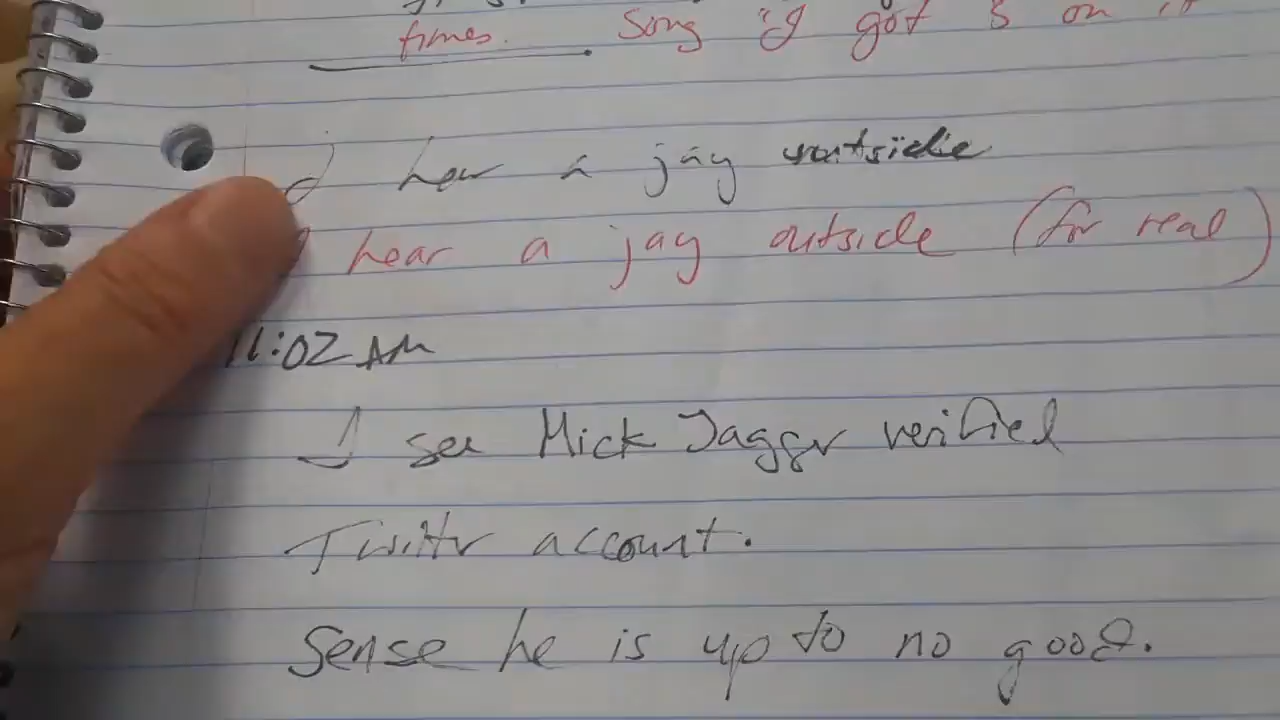 times. Song "I got 5 on it
I hear a jay outside
I hear a jay outside (for real)
11:02 AM
I see Mick Jagger verified
Twitter account.
Sense he is up to no good.